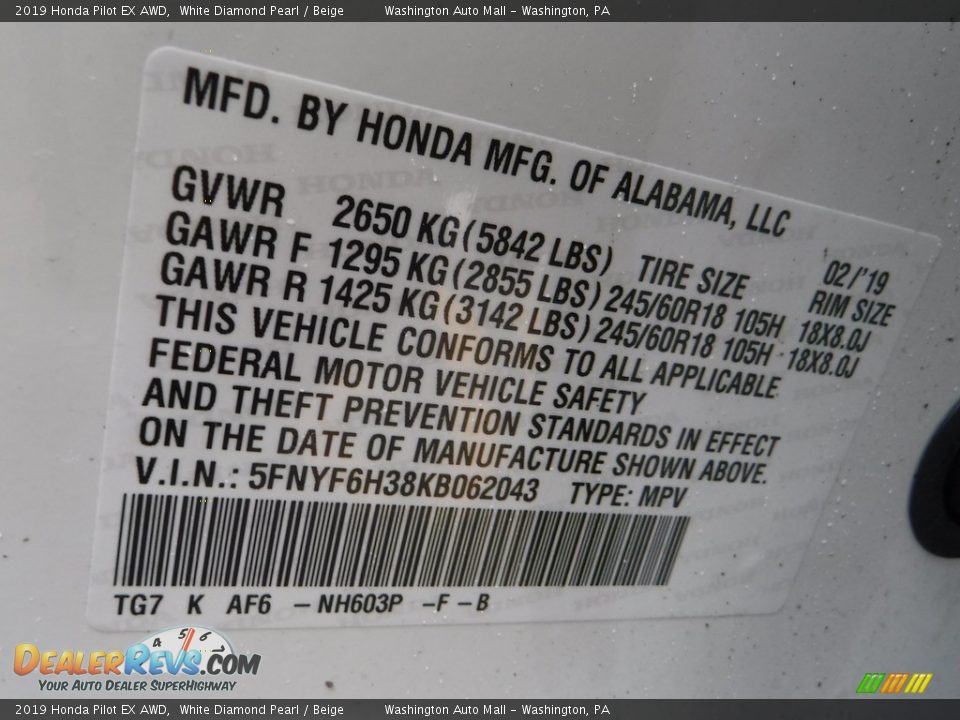 2019 Honda Pilot EX AWD, White Diamond Pearl / Beige Washington Auto Mall - Washington, PA
MFD. BY HONDA MFG. OF ALABAMA, LLC
02/'19
GVWR 2650 KG (5842 LBS) TIRE SIZE RIM SIZE
GAWR F 1295 KG (2855 LBS) 245/60R18 105H 18X8.0J
GAWR R 1425 KG (3142 LBS) 245/60R18 105H 18X8.0J
THIS VEHICLE CONFORMS TO ALL APPLICABLE
FEDERAL MOTOR VEHICLE SAFETY
AND THEFT PREVENTION STANDARDS IN EFFECT
ON THE DATE OF MANUFACTURE SHOWN ABOVE.
V.I.N.: 5FNYF6H38KB062043 TYPE: MPV
TG7 K AF6 – NH603P –F –B
4 5 6
DEALERREVS.COM
YOUR AUTO DEALER SUPERHIGHWAY
2019 Honda Pilot EX AWD, White Diamond Pearl / Beige Washington Auto Mall - Washington, PA